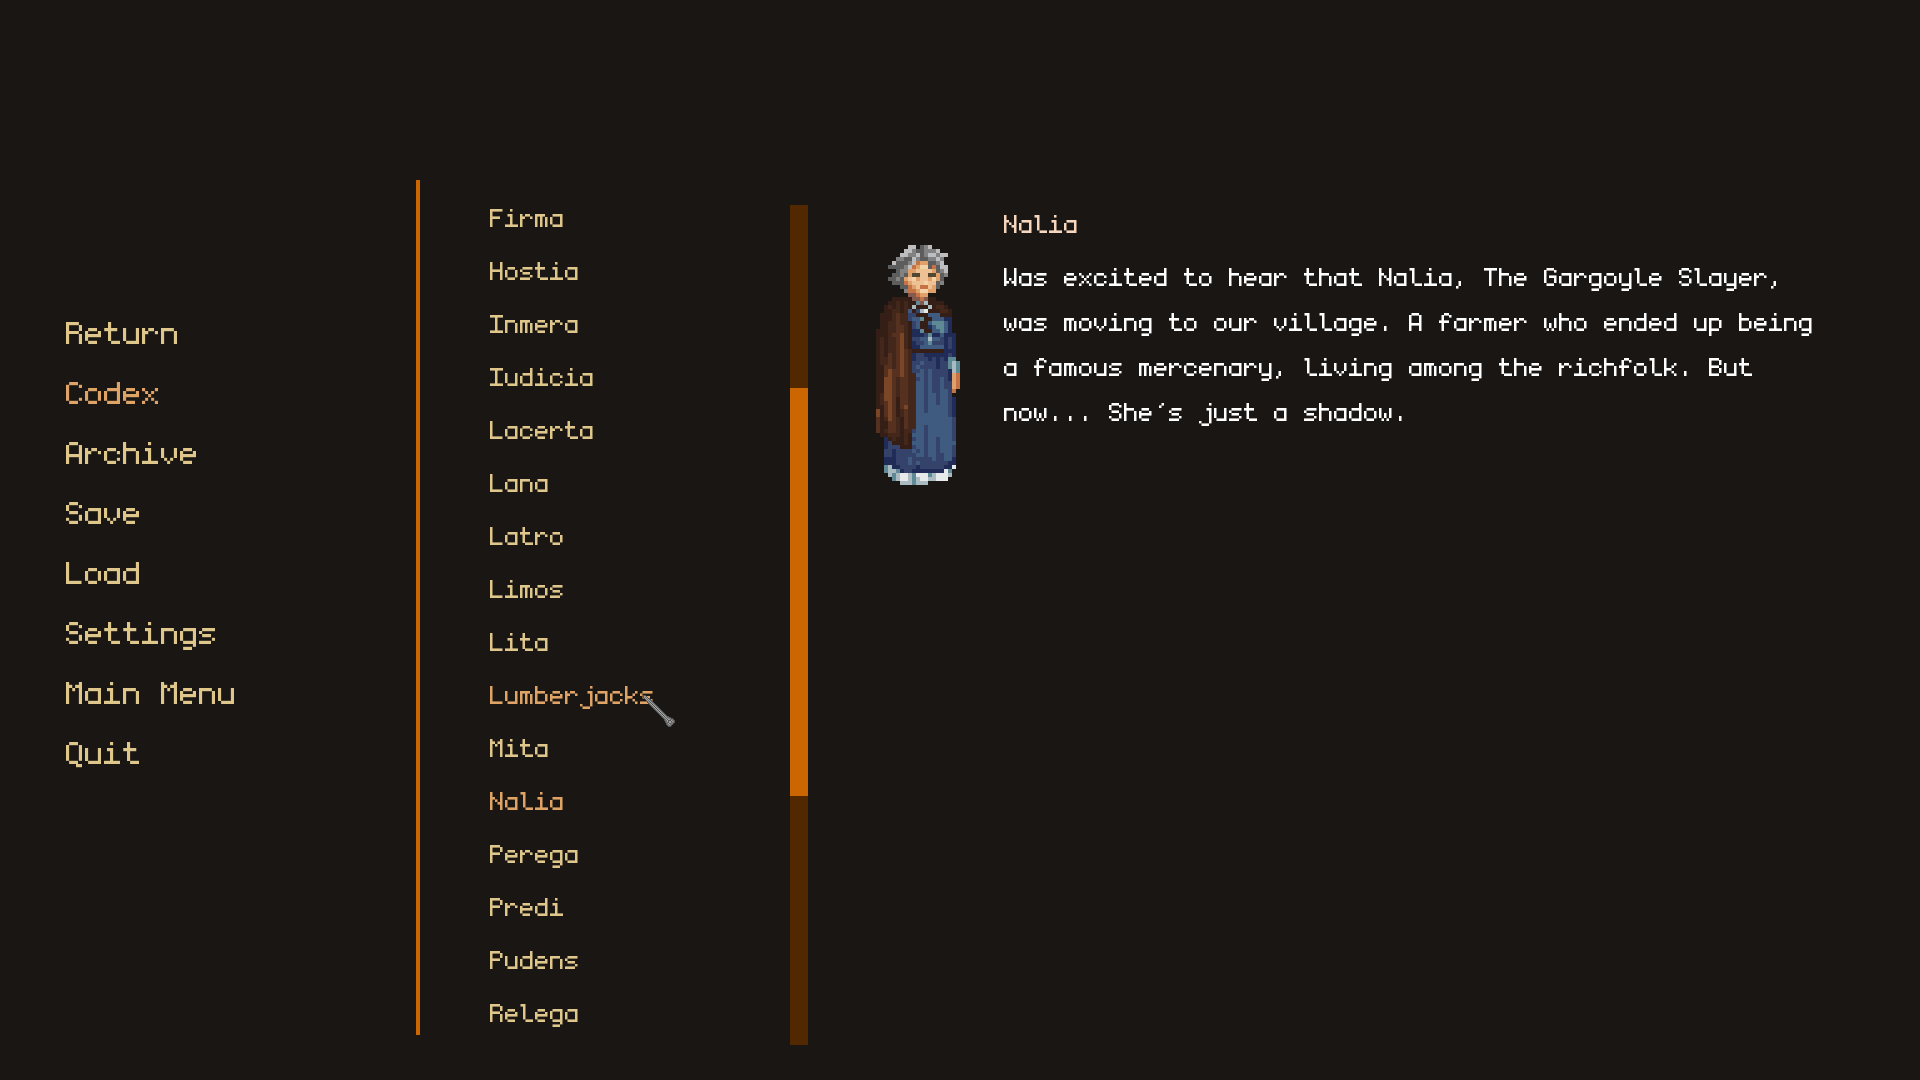 Return
Codex
Archive
Save
Load
Settings
Main Menu
Quit
Firma
Hostia
Inmera
Iudicia
Lacerta
Lana
Latro
Limos
Lita
Lumberjacks
Mita
Nalia
Perega
Predi
Pudens
Relega
Nalia
Was excited to hear that Nalia, The Gargoyle Slayer,
was moving to our village. A farmer who ended up being
a famous mercenary, living among the richfolk. But
now... She´s just a shadow.